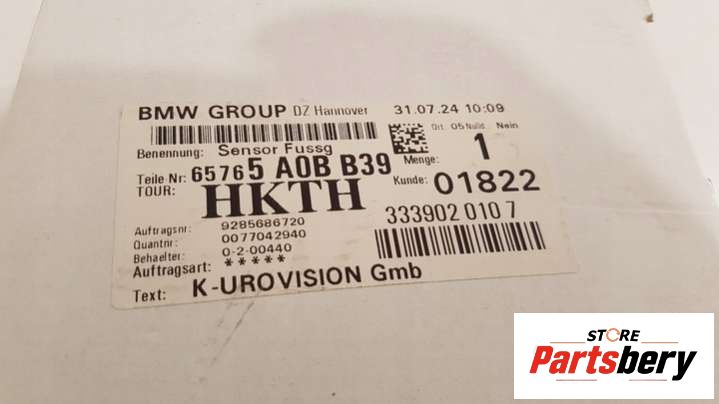 BMW GROUP DZ Hannover 31.07.24 10:09
Ort. 05 Nulld. Nein
Benennung: Sensor Fussg
Menge: 1
Teile Nr: 65765 A0B B39
TOUR: HKTH
Kunde: 01822
Auftragsnr: 9285686720
333902 010 7
Quantnr: 0077042940
Behaelter: 0-2-00440
Auftragsart: *****
Text: K-UROVISION Gmb
STORE
Partsbery